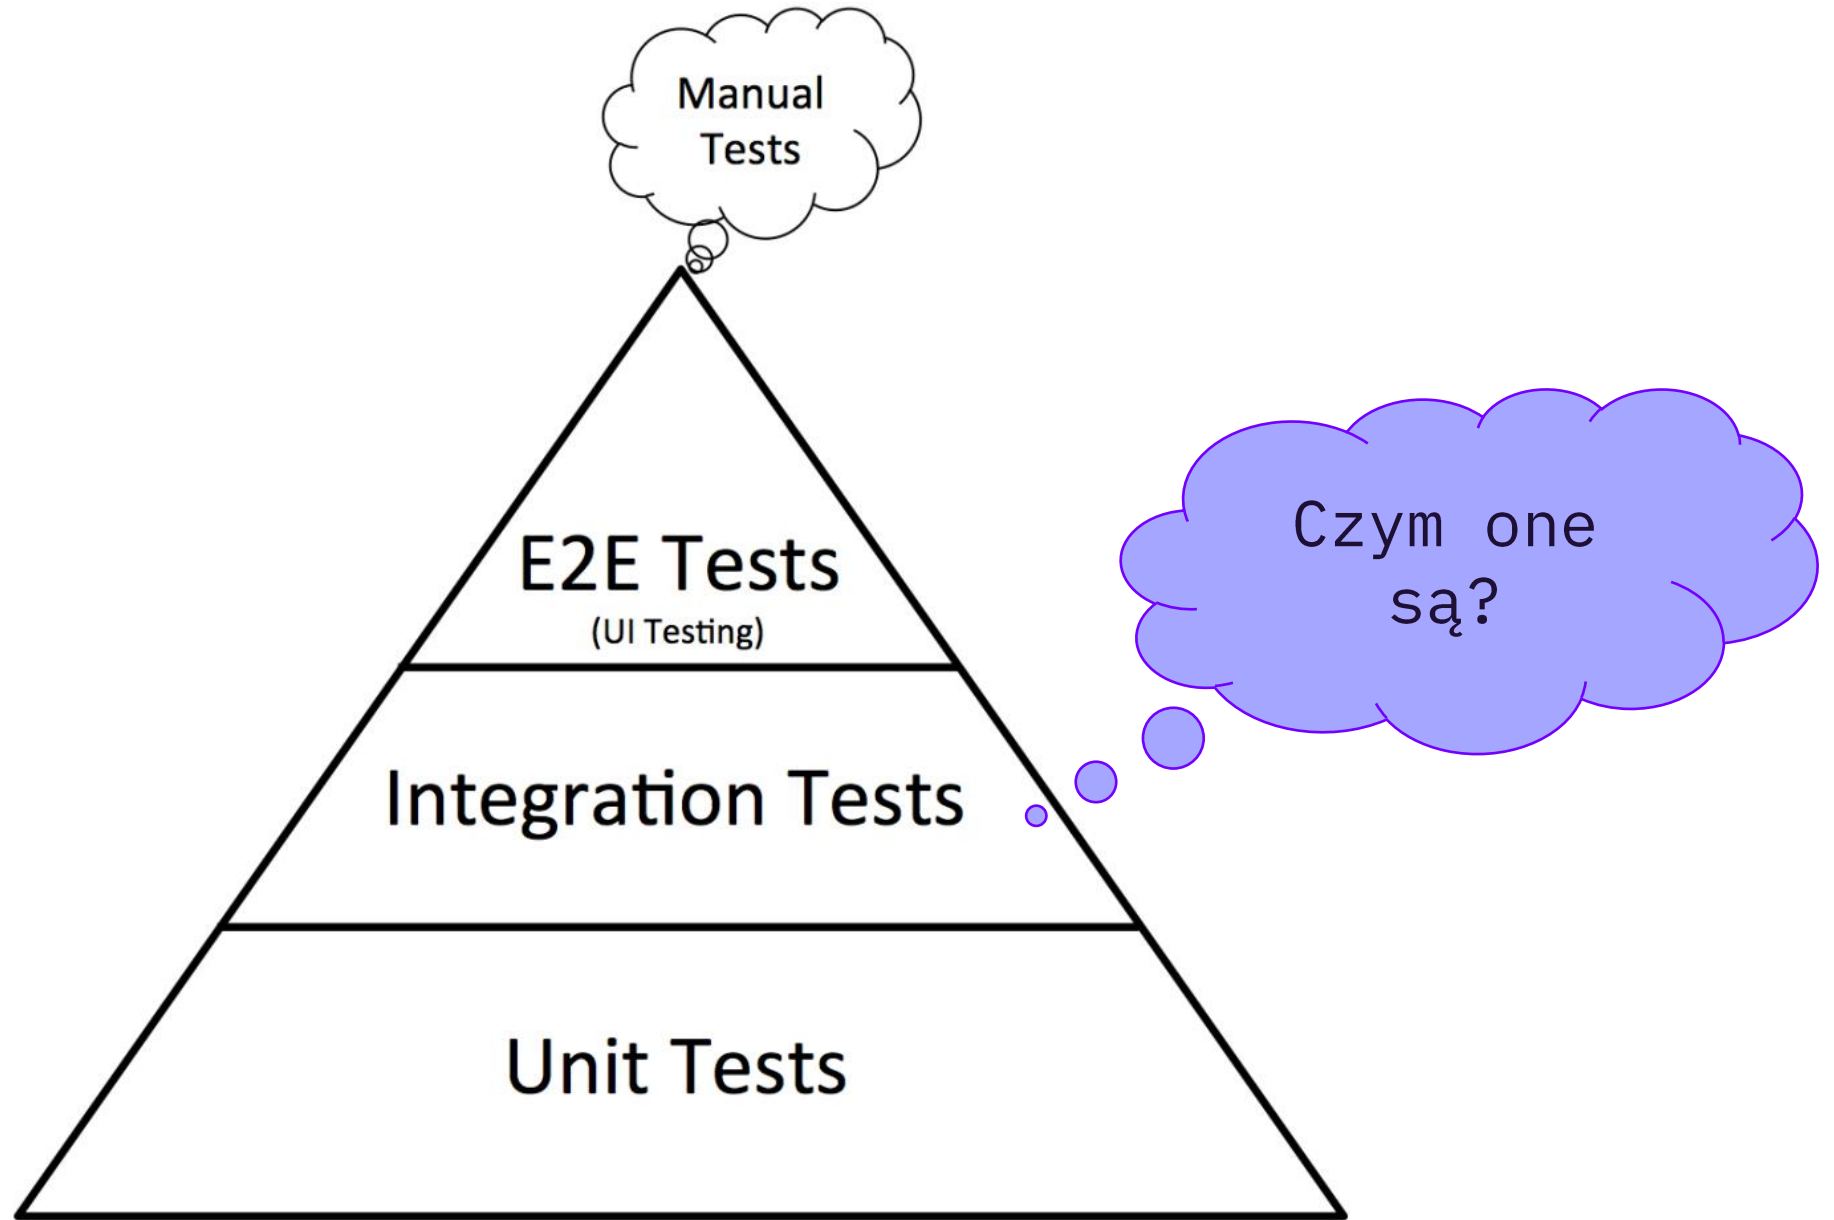 Manual
Tests
E2E Tests
(UI Testing)
Czym one
są?
Integration Tests
Unit Tests